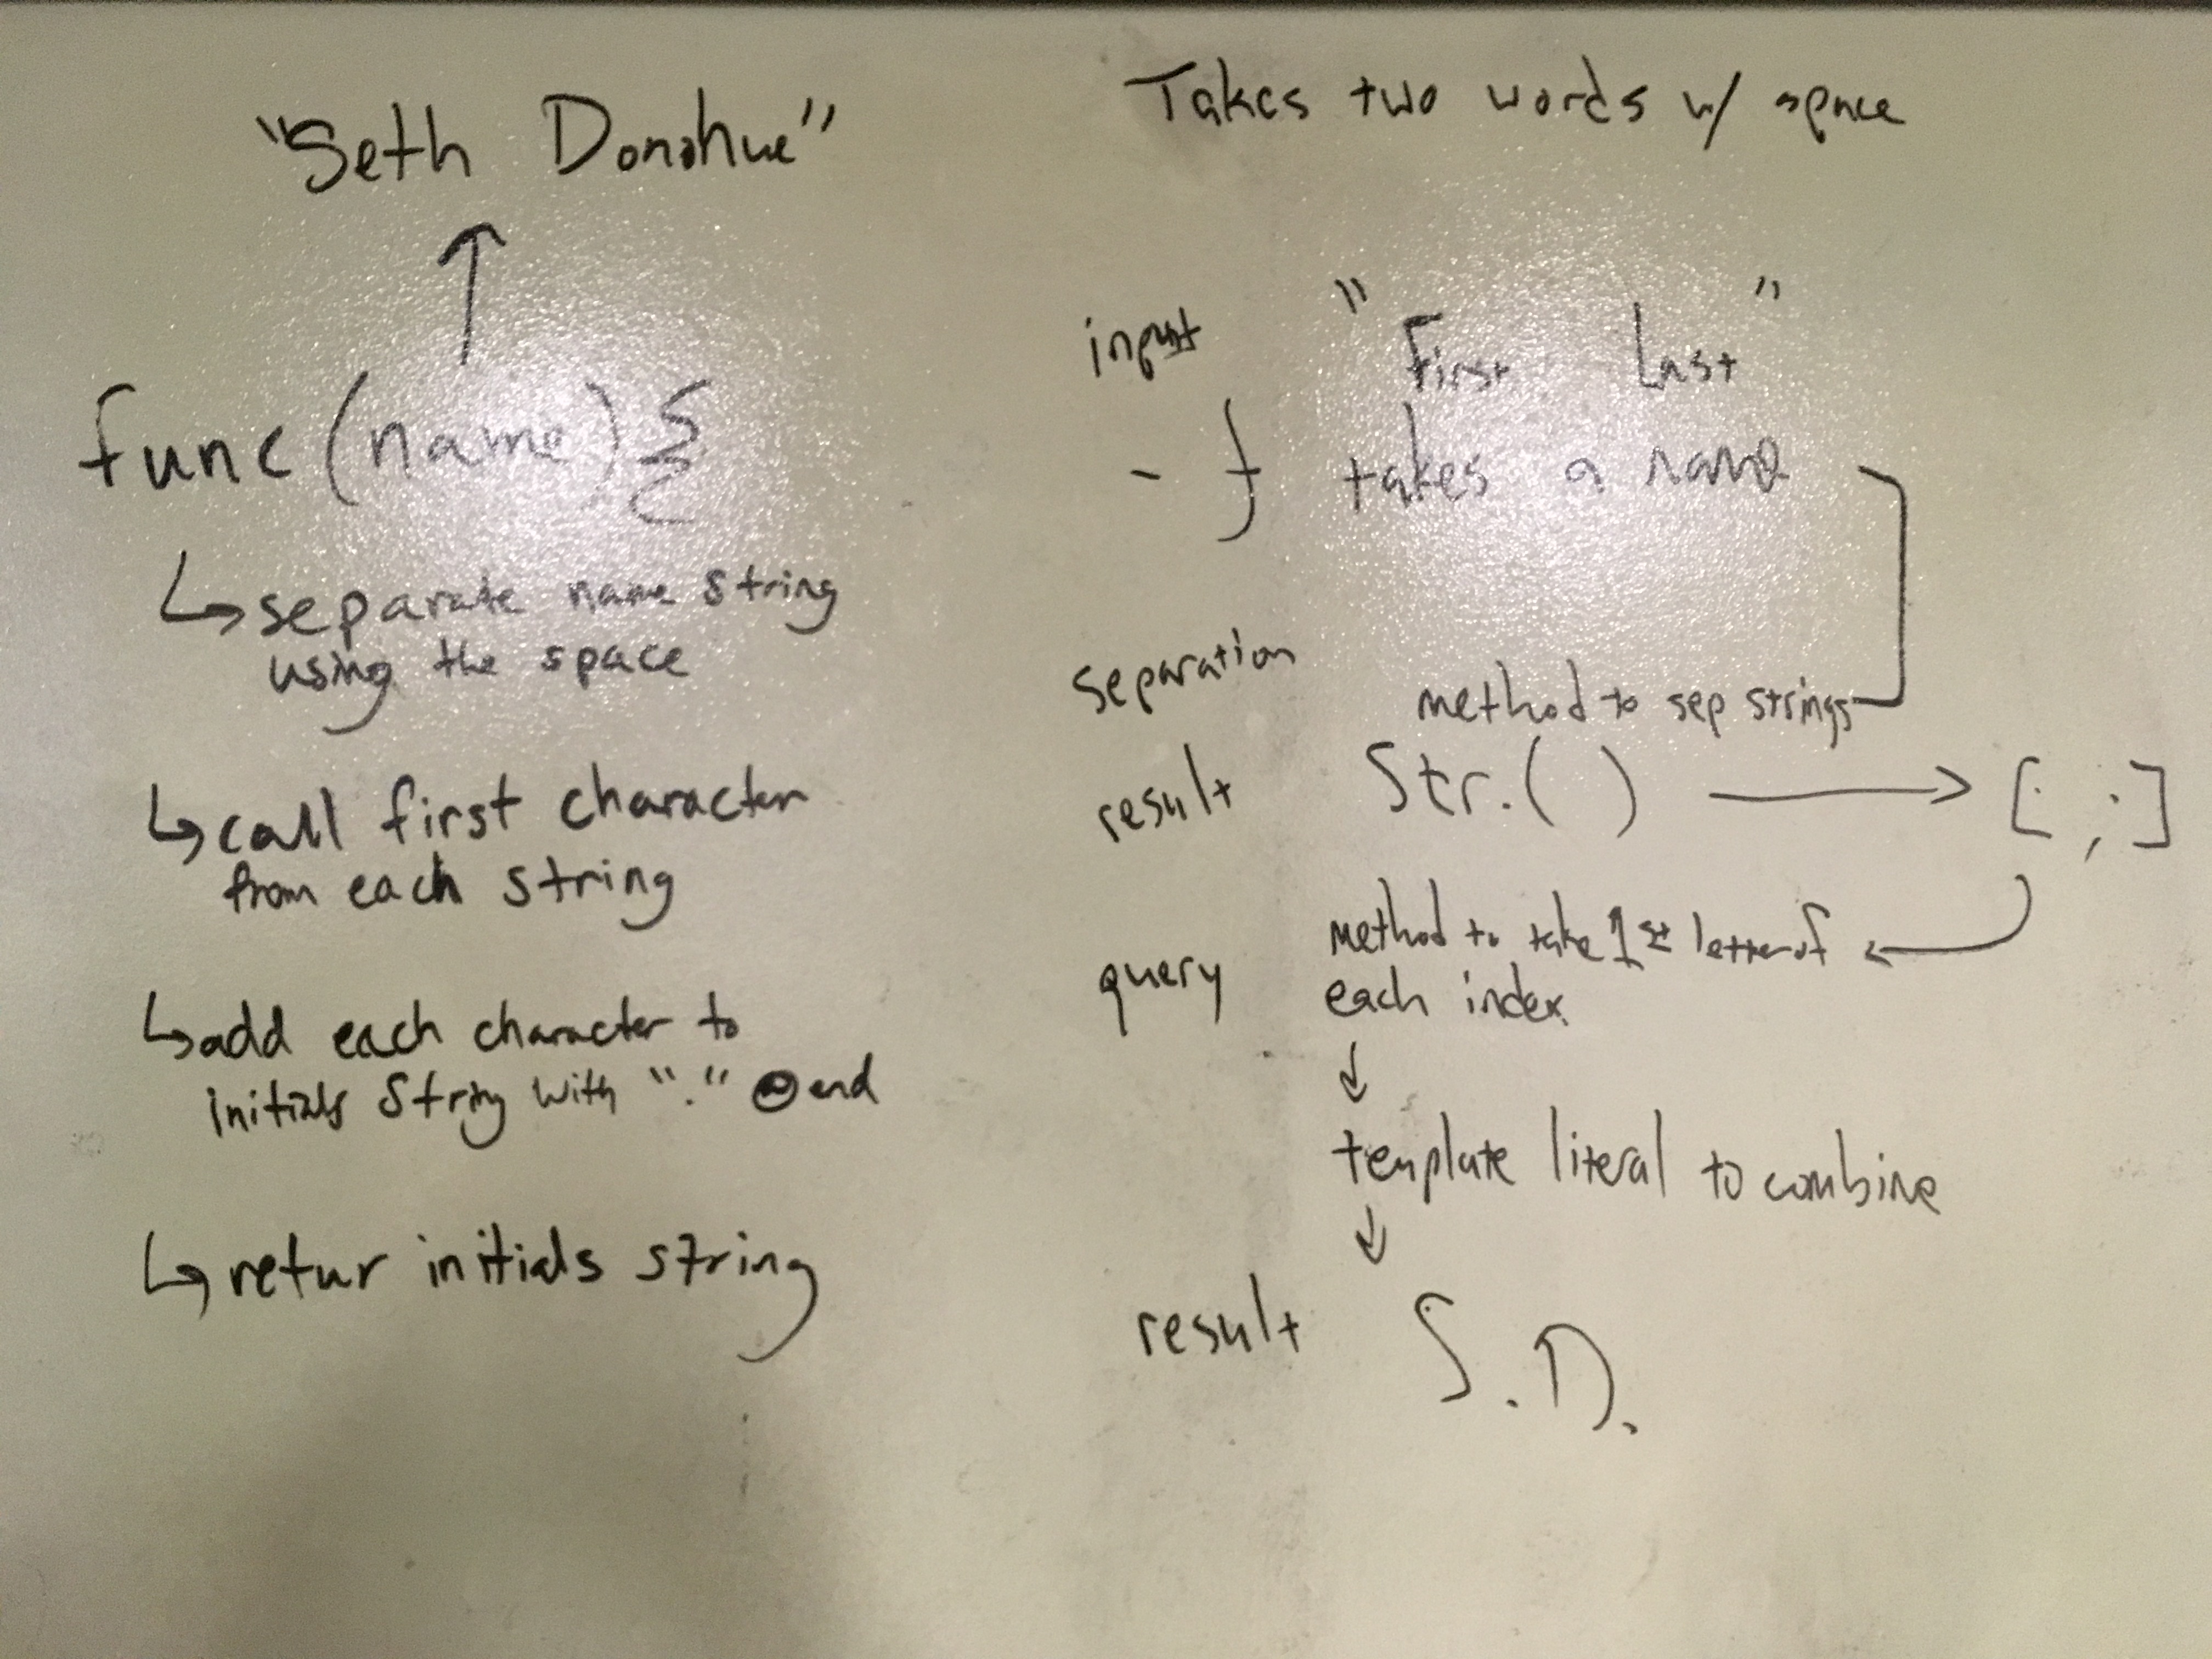 "Seth Donohue"
func(name){
↳ separate name string
using the space
↳ call first character
from each string
↳ add each character to
initials string with "." @ end
↳ retur initials string
Takes two words w/ space
input "First Last"
- f takes a name
separation method to sep strings
result Str.( ) → [ , ]
query method to take 1st letter of
each index
↓
template literal to combine
↓
result S.D.